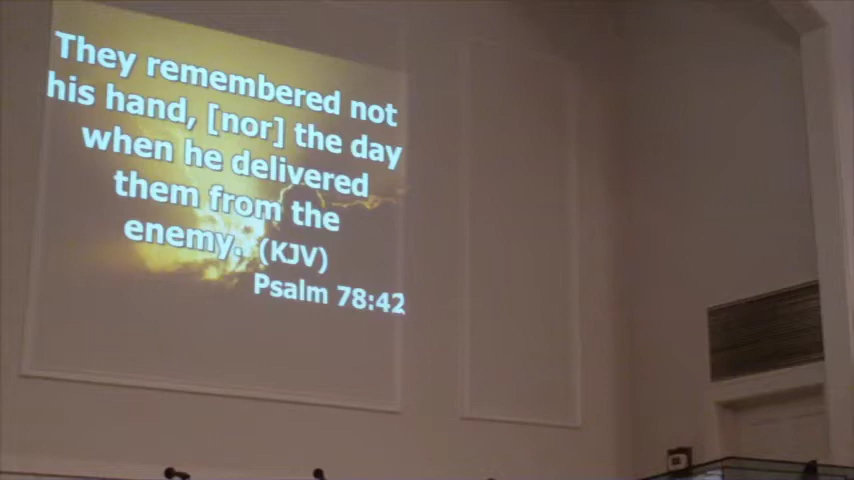 They remembered not
his hand, [nor] the day
when he delivered
them from the
enemy. (KJV)
Psalm 78:42